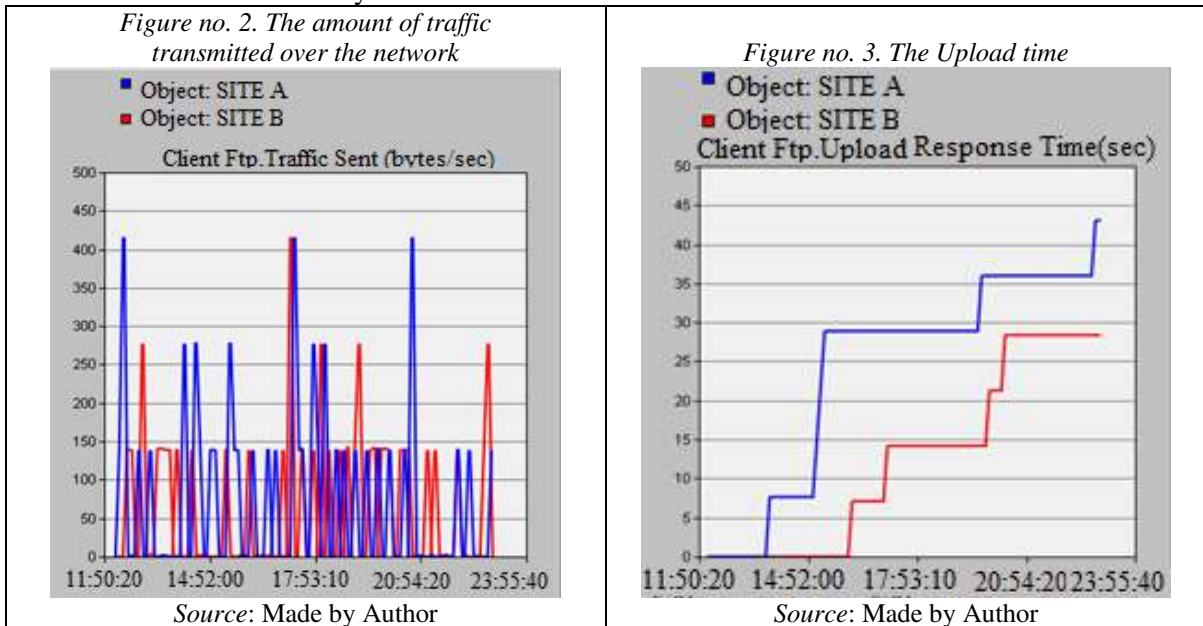 Figure no. 2. The amount of traffic
transmitted over the network
Object: SITE A
Object: SITE B
Client Ftp.Traffic Sent (bytes/sec)
500
450
400
350
300
250
200
150
100
50
0
11:50:20 14:52:00 17:53:10 20:54:20 23:55:40
Source: Made by Author
Figure no. 3. The Upload time
Object: SITE A
Object: SITE B
Client Ftp.Upload Response Time(sec)
50
45
40
35
30
25
20
15
10
5
0
11:50:20 14:52:00 17:53:10 20:54:20 23:55:40
Source: Made by Author